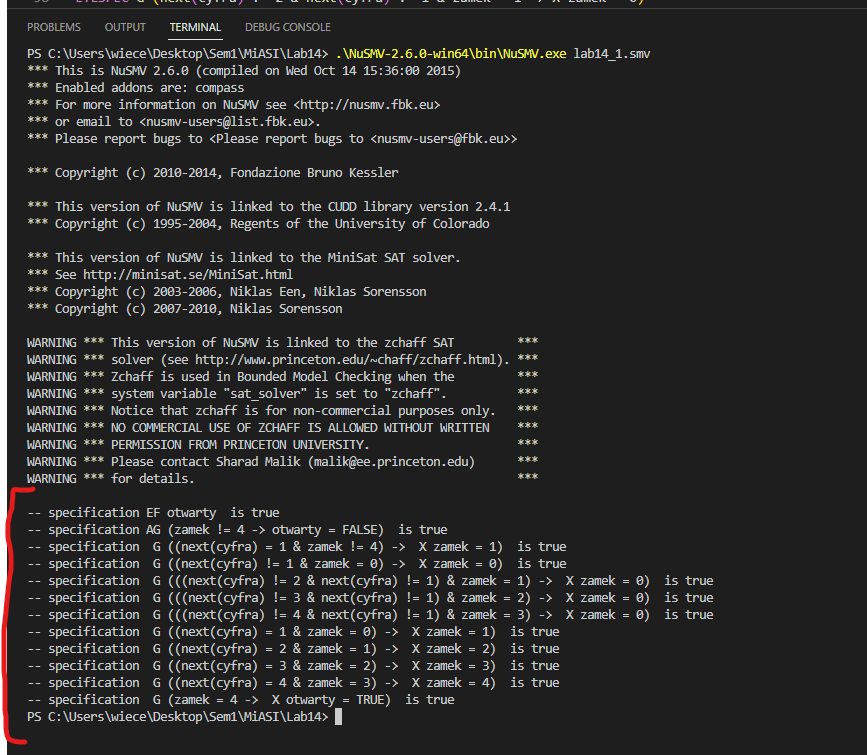 PROBLEMS OUTPUT TERMINAL DEBUG CONSOLE
PS C:\Users\wiece\Desktop\Sem1\MiASI\Lab14> .\NuSMV-2.6.0-win64\bin\NuSMV.exe lab14_1.smv
*** This is NuSMV 2.6.0 (compiled on Wed Oct 14 15:36:00 2015)
*** Enabled addons are: compass
*** For more information on NuSMV see <http://nusmv.fbk.eu>
*** or email to <nusmv-users@list.fbk.eu>.
*** Please report bugs to <Please report bugs to <nusmv-users@fbk.eu>>
*** Copyright (c) 2010-2014, Fondazione Bruno Kessler
*** This version of NuSMV is linked to the CUDD library version 2.4.1
*** Copyright (c) 1995-2004, Regents of the University of Colorado
*** This version of NuSMV is linked to the MiniSat SAT solver.
*** See http://minisat.se/MiniSat.html
*** Copyright (c) 2003-2006, Niklas Een, Niklas Sorensson
*** Copyright (c) 2007-2010, Niklas Sorensson
WARNING *** This version of NuSMV is linked to the zchaff SAT ***
WARNING *** solver (see http://www.princeton.edu/~chaff/zchaff.html). ***
WARNING *** Zchaff is used in Bounded Model Checking when the ***
WARNING *** system variable "sat_solver" is set to "zchaff". ***
WARNING *** Notice that zchaff is for non-commercial purposes only. ***
WARNING *** NO COMMERCIAL USE OF ZCHAFF IS ALLOWED WITHOUT WRITTEN ***
WARNING *** PERMISSION FROM PRINCETON UNIVERSITY. ***
WARNING *** Please contact Sharad Malik (malik@ee.princeton.edu) ***
WARNING *** for details. ***
-- specification EF otwarty is true
-- specification AG (zamek != 4 -> otwarty = FALSE) is true
-- specification G ((next(cyfra) = 1 & zamek != 4) -> X zamek = 1) is true
-- specification G ((next(cyfra) != 1 & zamek = 0) -> X zamek = 0) is true
-- specification G (((next(cyfra) != 2 & next(cyfra) != 1) & zamek = 1) -> X zamek = 0) is true
-- specification G (((next(cyfra) != 3 & next(cyfra) != 1) & zamek = 2) -> X zamek = 0) is true
-- specification G (((next(cyfra) != 4 & next(cyfra) != 1) & zamek = 3) -> X zamek = 0) is true
-- specification G ((next(cyfra) = 1 & zamek = 0) -> X zamek = 1) is true
-- specification G ((next(cyfra) = 2 & zamek = 1) -> X zamek = 2) is true
-- specification G ((next(cyfra) = 3 & zamek = 2) -> X zamek = 3) is true
-- specification G ((next(cyfra) = 4 & zamek = 3) -> X zamek = 4) is true
-- specification G (zamek = 4 -> X otwarty = TRUE) is true
PS C:\Users\wiece\Desktop\Sem1\MiASI\Lab14>